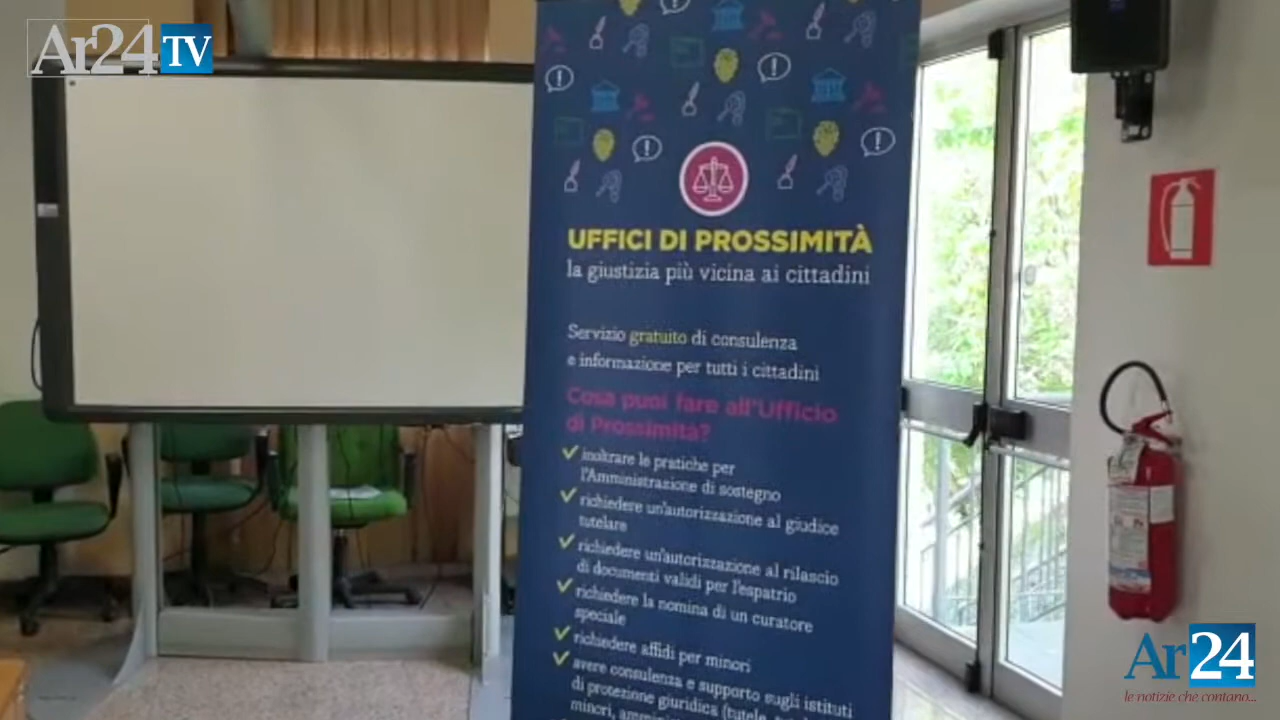 Ar24 TV
UFFICI DI PROSSIMITÀ
la giustizia più vicina ai cittadini
Servizio gratuito di consulenza
e informazione per tutti i cittadini
Cosa puoi fare all'Ufficio
di Prossimità?
inoltrare le pratiche per
l'Amministrazione di sostegno
richiedere un'autorizzazione al giudice
tutelare
richiedere un'autorizzazione al rilascio
di documenti validi per l'espatrio
richiedere la nomina di un curatore
speciale
richiedere affidi per minori
avere consulenza e supporto sugli istituti
di protezione giuridica (tutele,
minori,
Ar24
le notizie che contano...